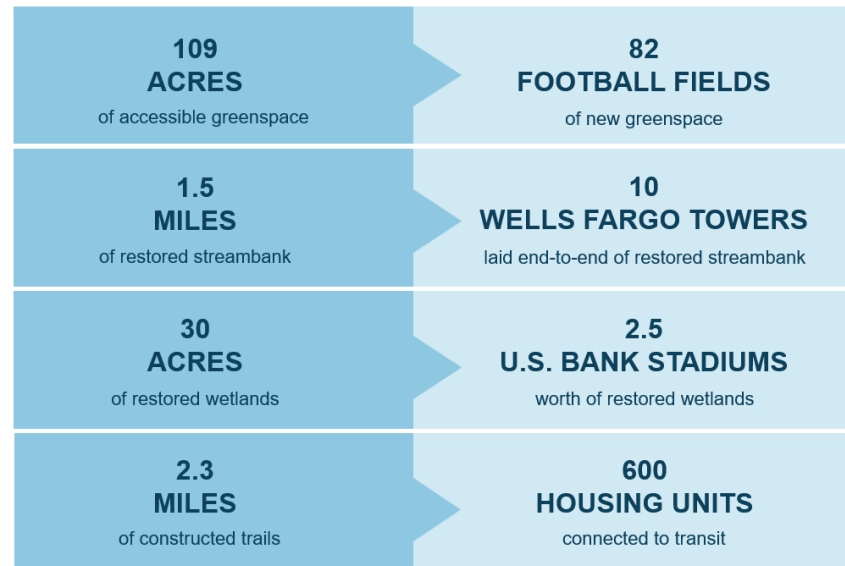 109
ACRES
of accessible greenspace
82
FOOTBALL FIELDS
of new greenspace
1.5
MILES
of restored streambank
10
WELLS FARGO TOWERS
laid end-to-end of restored streambank
30
ACRES
of restored wetlands
2.5
U.S. BANK STADIUMS
worth of restored wetlands
2.3
MILES
of constructed trails
600
HOUSING UNITS
connected to transit